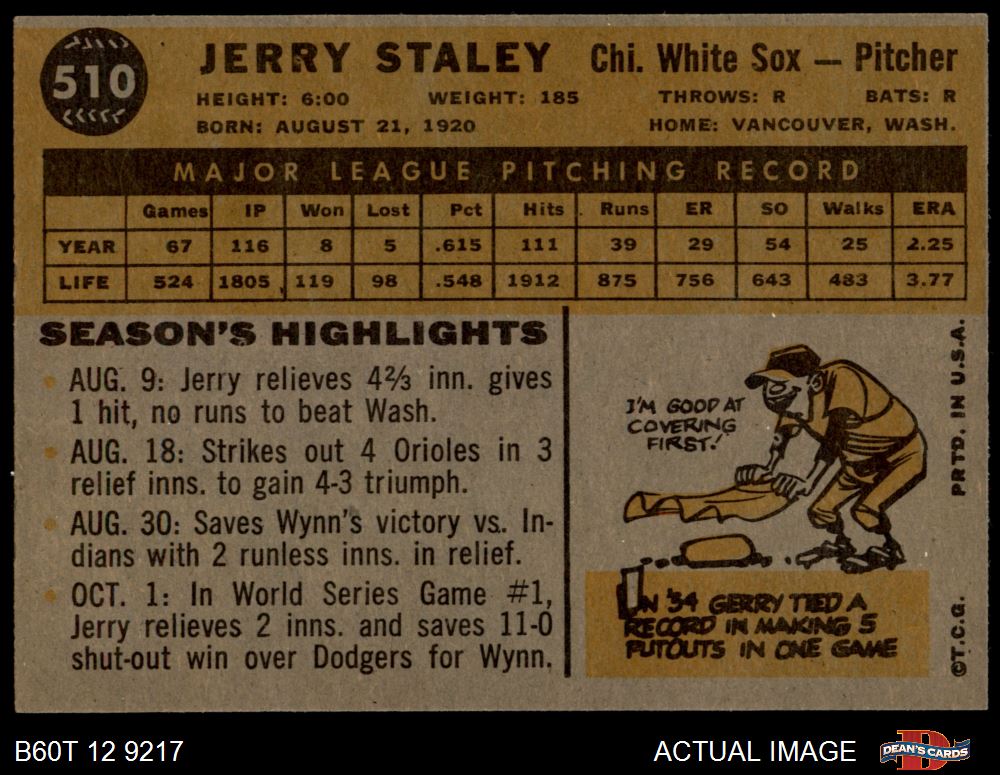 510
JERRY STALEY Chi. White Sox — Pitcher
HEIGHT: 6:00 WEIGHT: 185 THROWS: R BATS: R
BORN: AUGUST 21, 1920 HOME: VANCOUVER, WASH.
MAJOR LEAGUE PITCHING RECORD
Games IP Won Lost Pct Hits Runs ER SO Walks ERA
YEAR 67 116 8 5 .615 111 39 29 54 25 2.25
LIFE 524 1805 119 98 .548 1912 875 756 643 483 3.77
SEASON'S HIGHLIGHTS
AUG. 9: Jerry relieves 4⅔ inn. gives
1 hit, no runs to beat Wash.
AUG. 18: Strikes out 4 Orioles in 3
relief inns. to gain 4-3 triumph.
AUG. 30: Saves Wynn's victory vs. In-
dians with 2 runless inns. in relief.
OCT. 1: In World Series Game #1,
Jerry relieves 2 inns. and saves 11-0
shut-out win over Dodgers for Wynn.
I'M GOOD AT
COVERING
FIRST!
IN '54 GERRY TIED A
RECORD IN MAKING 5
PUTOUTS IN ONE GAME
©T.C.G. PRTD. IN U.S.A.
B60T 12 9217 ACTUAL IMAGE DEAN'S CARDS